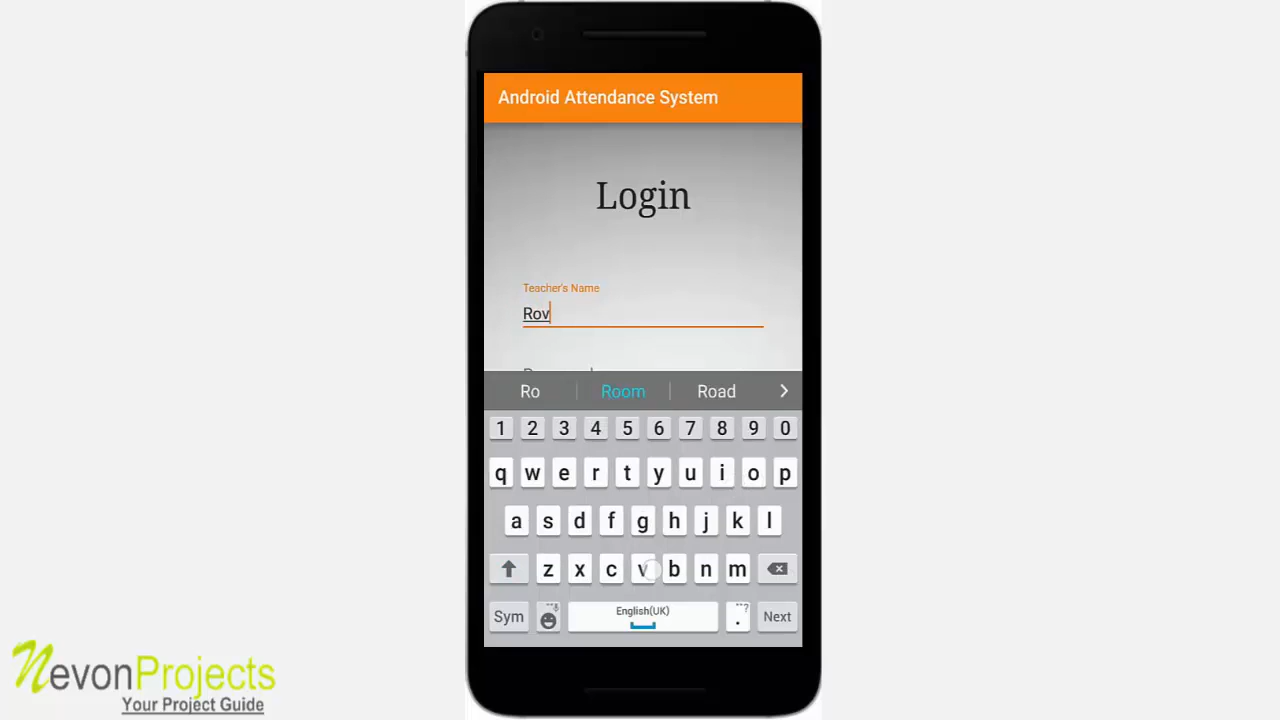 Android Attendance System
Login
Teacher's Name
Rov
Ro Room Road
1 2 3 4 5 6 7 8 9 0
q w e r t y u i o p
a s d f g h j k l
z x c v b n m
Sym English(UK) . Next
NevonProjects
Your Project Guide